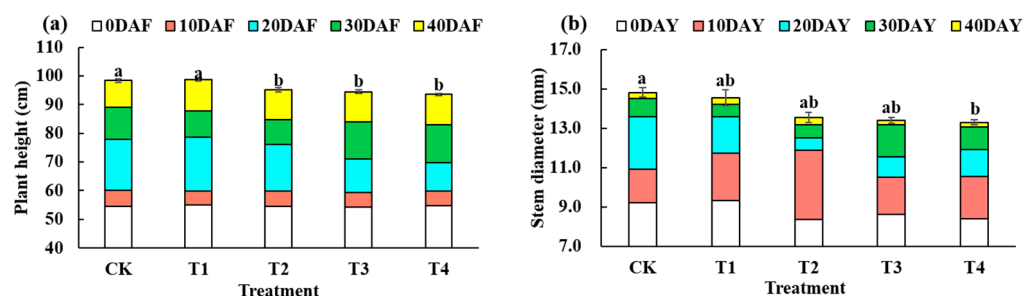 (a) 0DAF 10DAF 20DAF 30DAF 40DAF
110
100
90
80
70
60
50
40
Plant height (cm)
a a b b b
CK T1 T2 T3 T4
Treatment
(b) 0DAY 10DAY 20DAY 30DAY 40DAY
17.0
15.0
13.0
11.0
9.0
7.0
Stem diameter (mm)
a ab ab ab b
CK T1 T2 T3 T4
Treatment